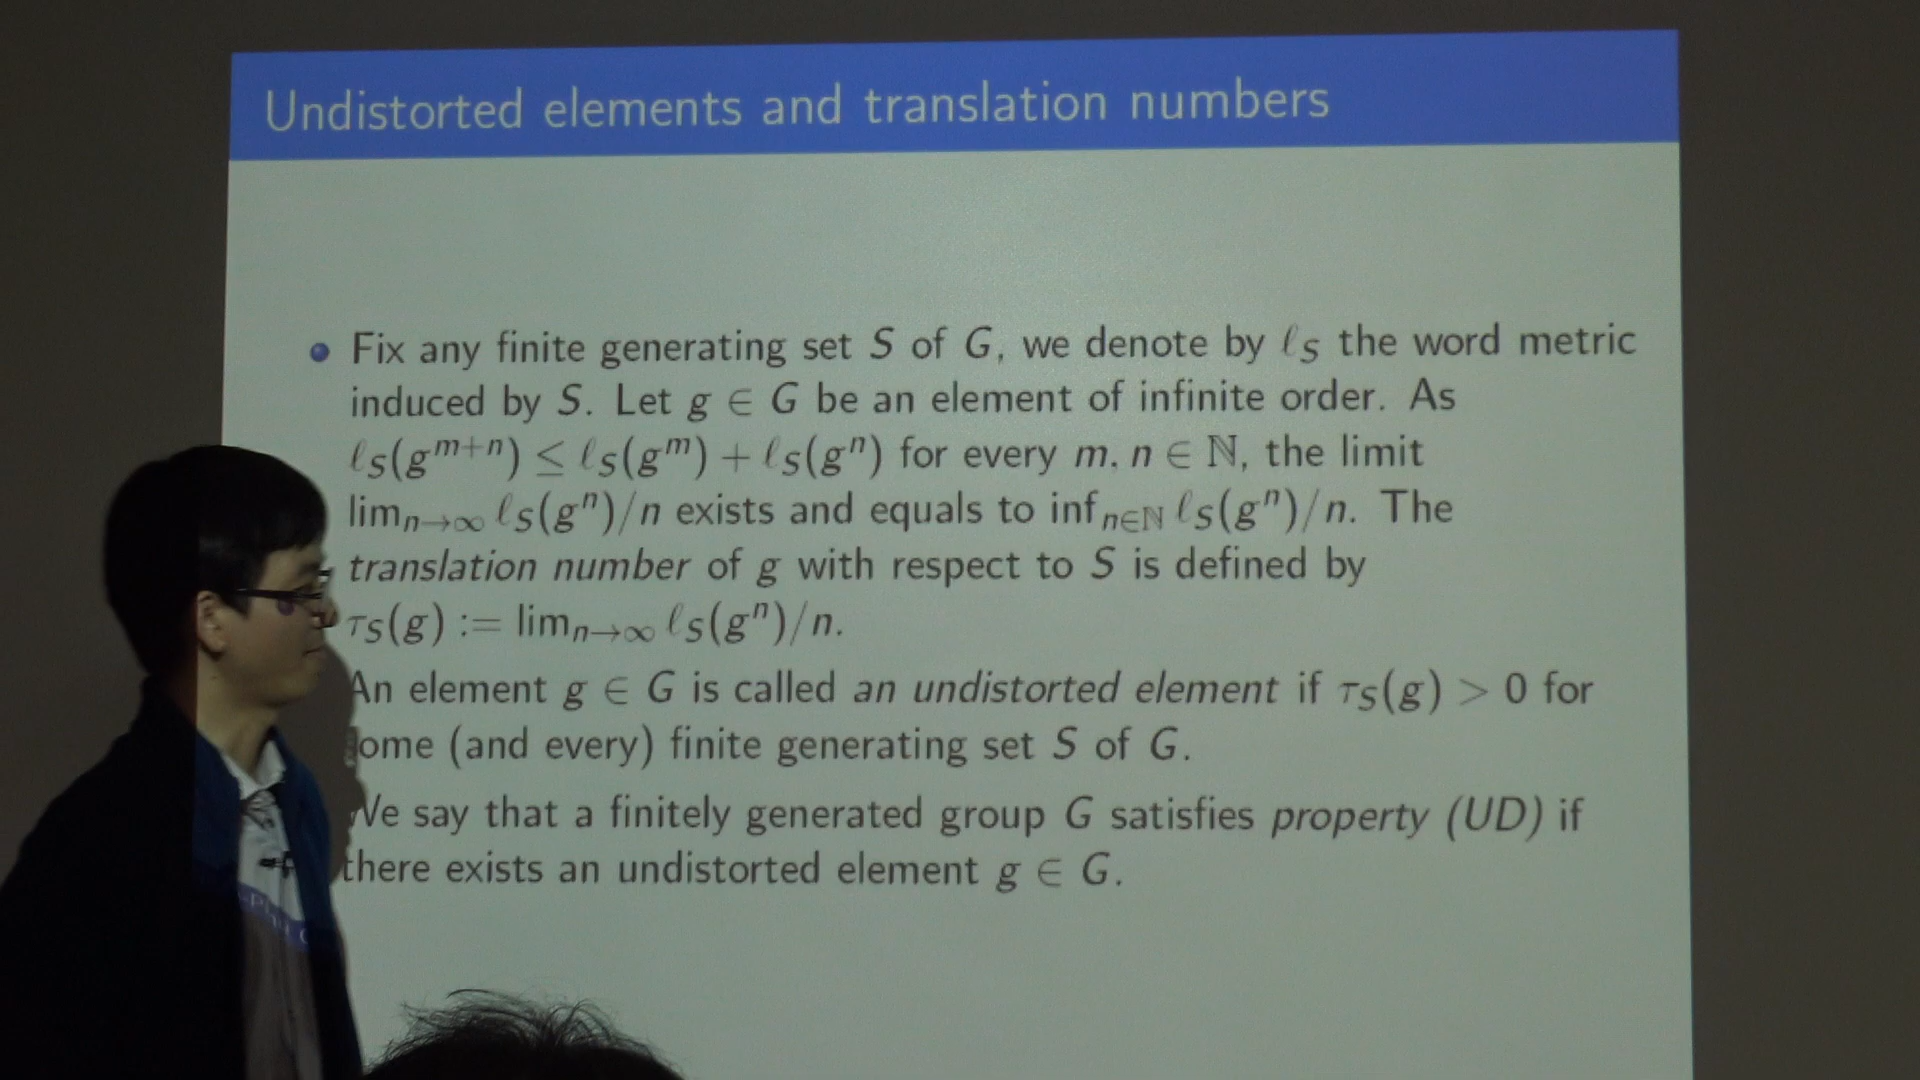 Undistorted elements and translation numbers
Fix any finite generating set S of G, we denote by ℓ_S the word metric
induced by S. Let g ∈ G be an element of infinite order. As
ℓ_S(g^{m+n}) ≤ ℓ_S(g^m) + ℓ_S(g^n) for every m, n ∈ ℕ, the limit
lim_{n→∞} ℓ_S(g^n)/n exists and equals to inf_{n∈ℕ} ℓ_S(g^n)/n. The
translation number of g with respect to S is defined by
τ_S(g) := lim_{n→∞} ℓ_S(g^n)/n.
An element g ∈ G is called an undistorted element if τ_S(g) > 0 for
some (and every) finite generating set S of G.
We say that a finitely generated group G satisfies property (UD) if
there exists an undistorted element g ∈ G.